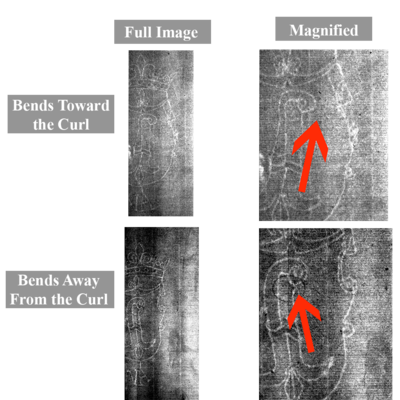 Full Image
Magnified
Bends Toward
the Curl
Bends Away
From the Curl